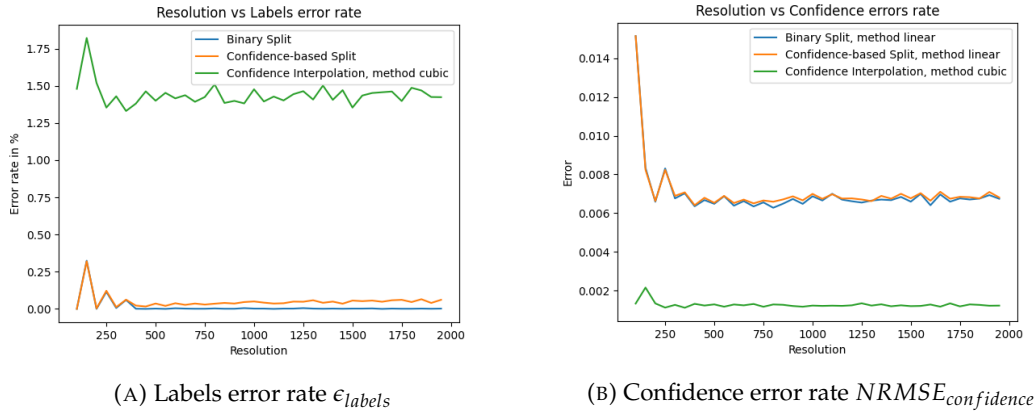 Resolution vs Labels error rate
Binary Split
Confidence-based Split
Confidence Interpolation, method cubic
Error rate in %
1.75
1.50
1.25
1.00
0.75
0.50
0.25
0.00
250 500 750 1000 1250 1500 1750 2000
Resolution
(A) Labels error rate ϵlabels
Resolution vs Confidence errors rate
Binary Split, method linear
Confidence-based Split, method linear
Confidence Interpolation, method cubic
Error
0.014
0.012
0.010
0.008
0.006
0.004
0.002
250 500 750 1000 1250 1500 1750 2000
Resolution
(B) Confidence error rate NRMSEconfidence